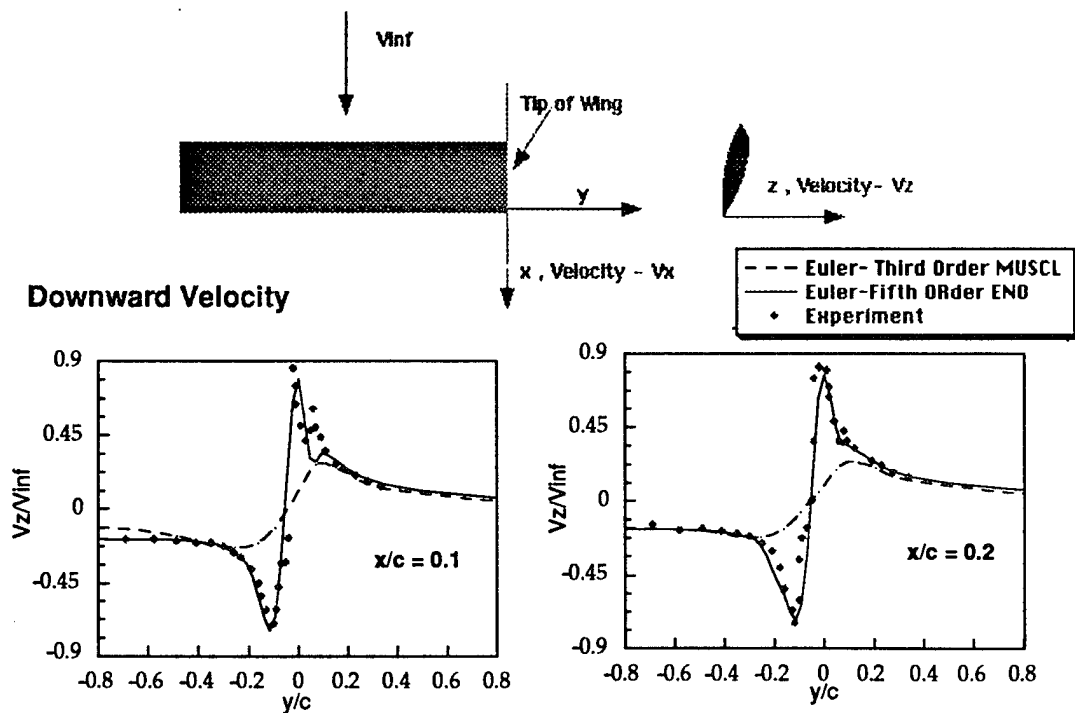 Vinf
Tip of Wing
y
z , Velocity- Vz
x , Velocity - Vx
Euler- Third Order MUSCL
Euler-Fifth ORder ENO
Experiment
Downward Velocity
0.9
0.45
0
-0.45
-0.9
Vz/Vinf
x/c = 0.1
-0.8 -0.6 -0.4 -0.2 0 0.2 0.4 0.6 0.8
y/c
0.9
0.45
0
-0.45
-0.9
Vz/Vinf
x/c = 0.2
-0.8 -0.6 -0.4 -0.2 0 0.2 0.4 0.6 0.8
y/c